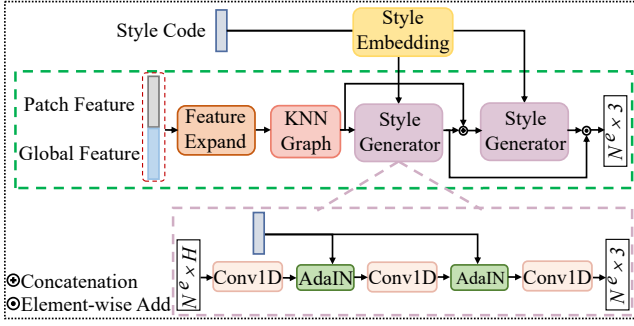 Style Code
Style
Embedding
Patch Feature
Global Feature
Feature
Expand
KNN
Graph
Style
Generator
Style
Generator
N^e × 3
N^e × H
Conv1D
AdaIN
Conv1D
AdaIN
Conv1D
N^e × 3
Concatenation
Element-wise Add